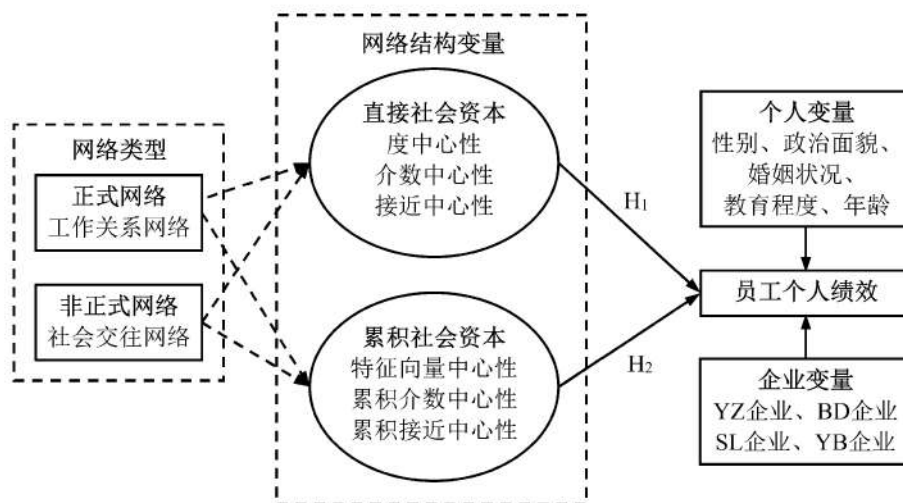 网络结构变量
直接社会资本
度中心性
介数中心性
接近中心性
网络类型
正式网络
工作关系网络
非正式网络
社会交往网络
累积社会资本
特征向量中心性
累积介数中心性
累积接近中心性
H₁
H₂
个人变量
性别、政治面貌、
婚姻状况、
教育程度、年龄
员工个人绩效
企业变量
YZ企业、BD企业
SL企业、YB企业